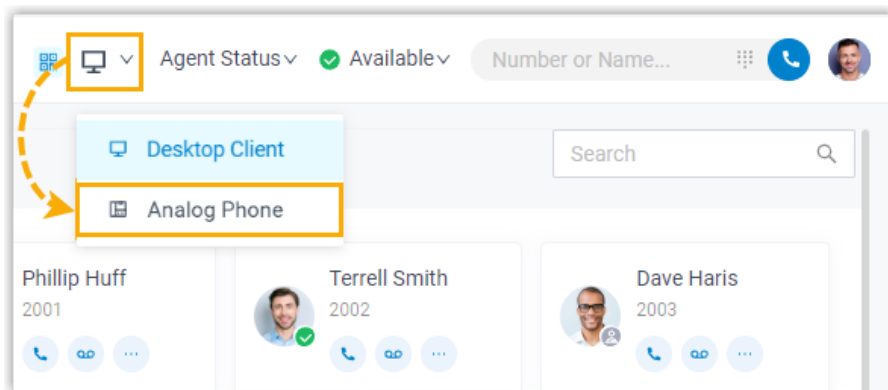 Agent Status
Available
Number or Name...
Desktop Client
Search
Analog Phone
Phillip Huff
Terrell Smith
Dave Haris
2001
2002
2003